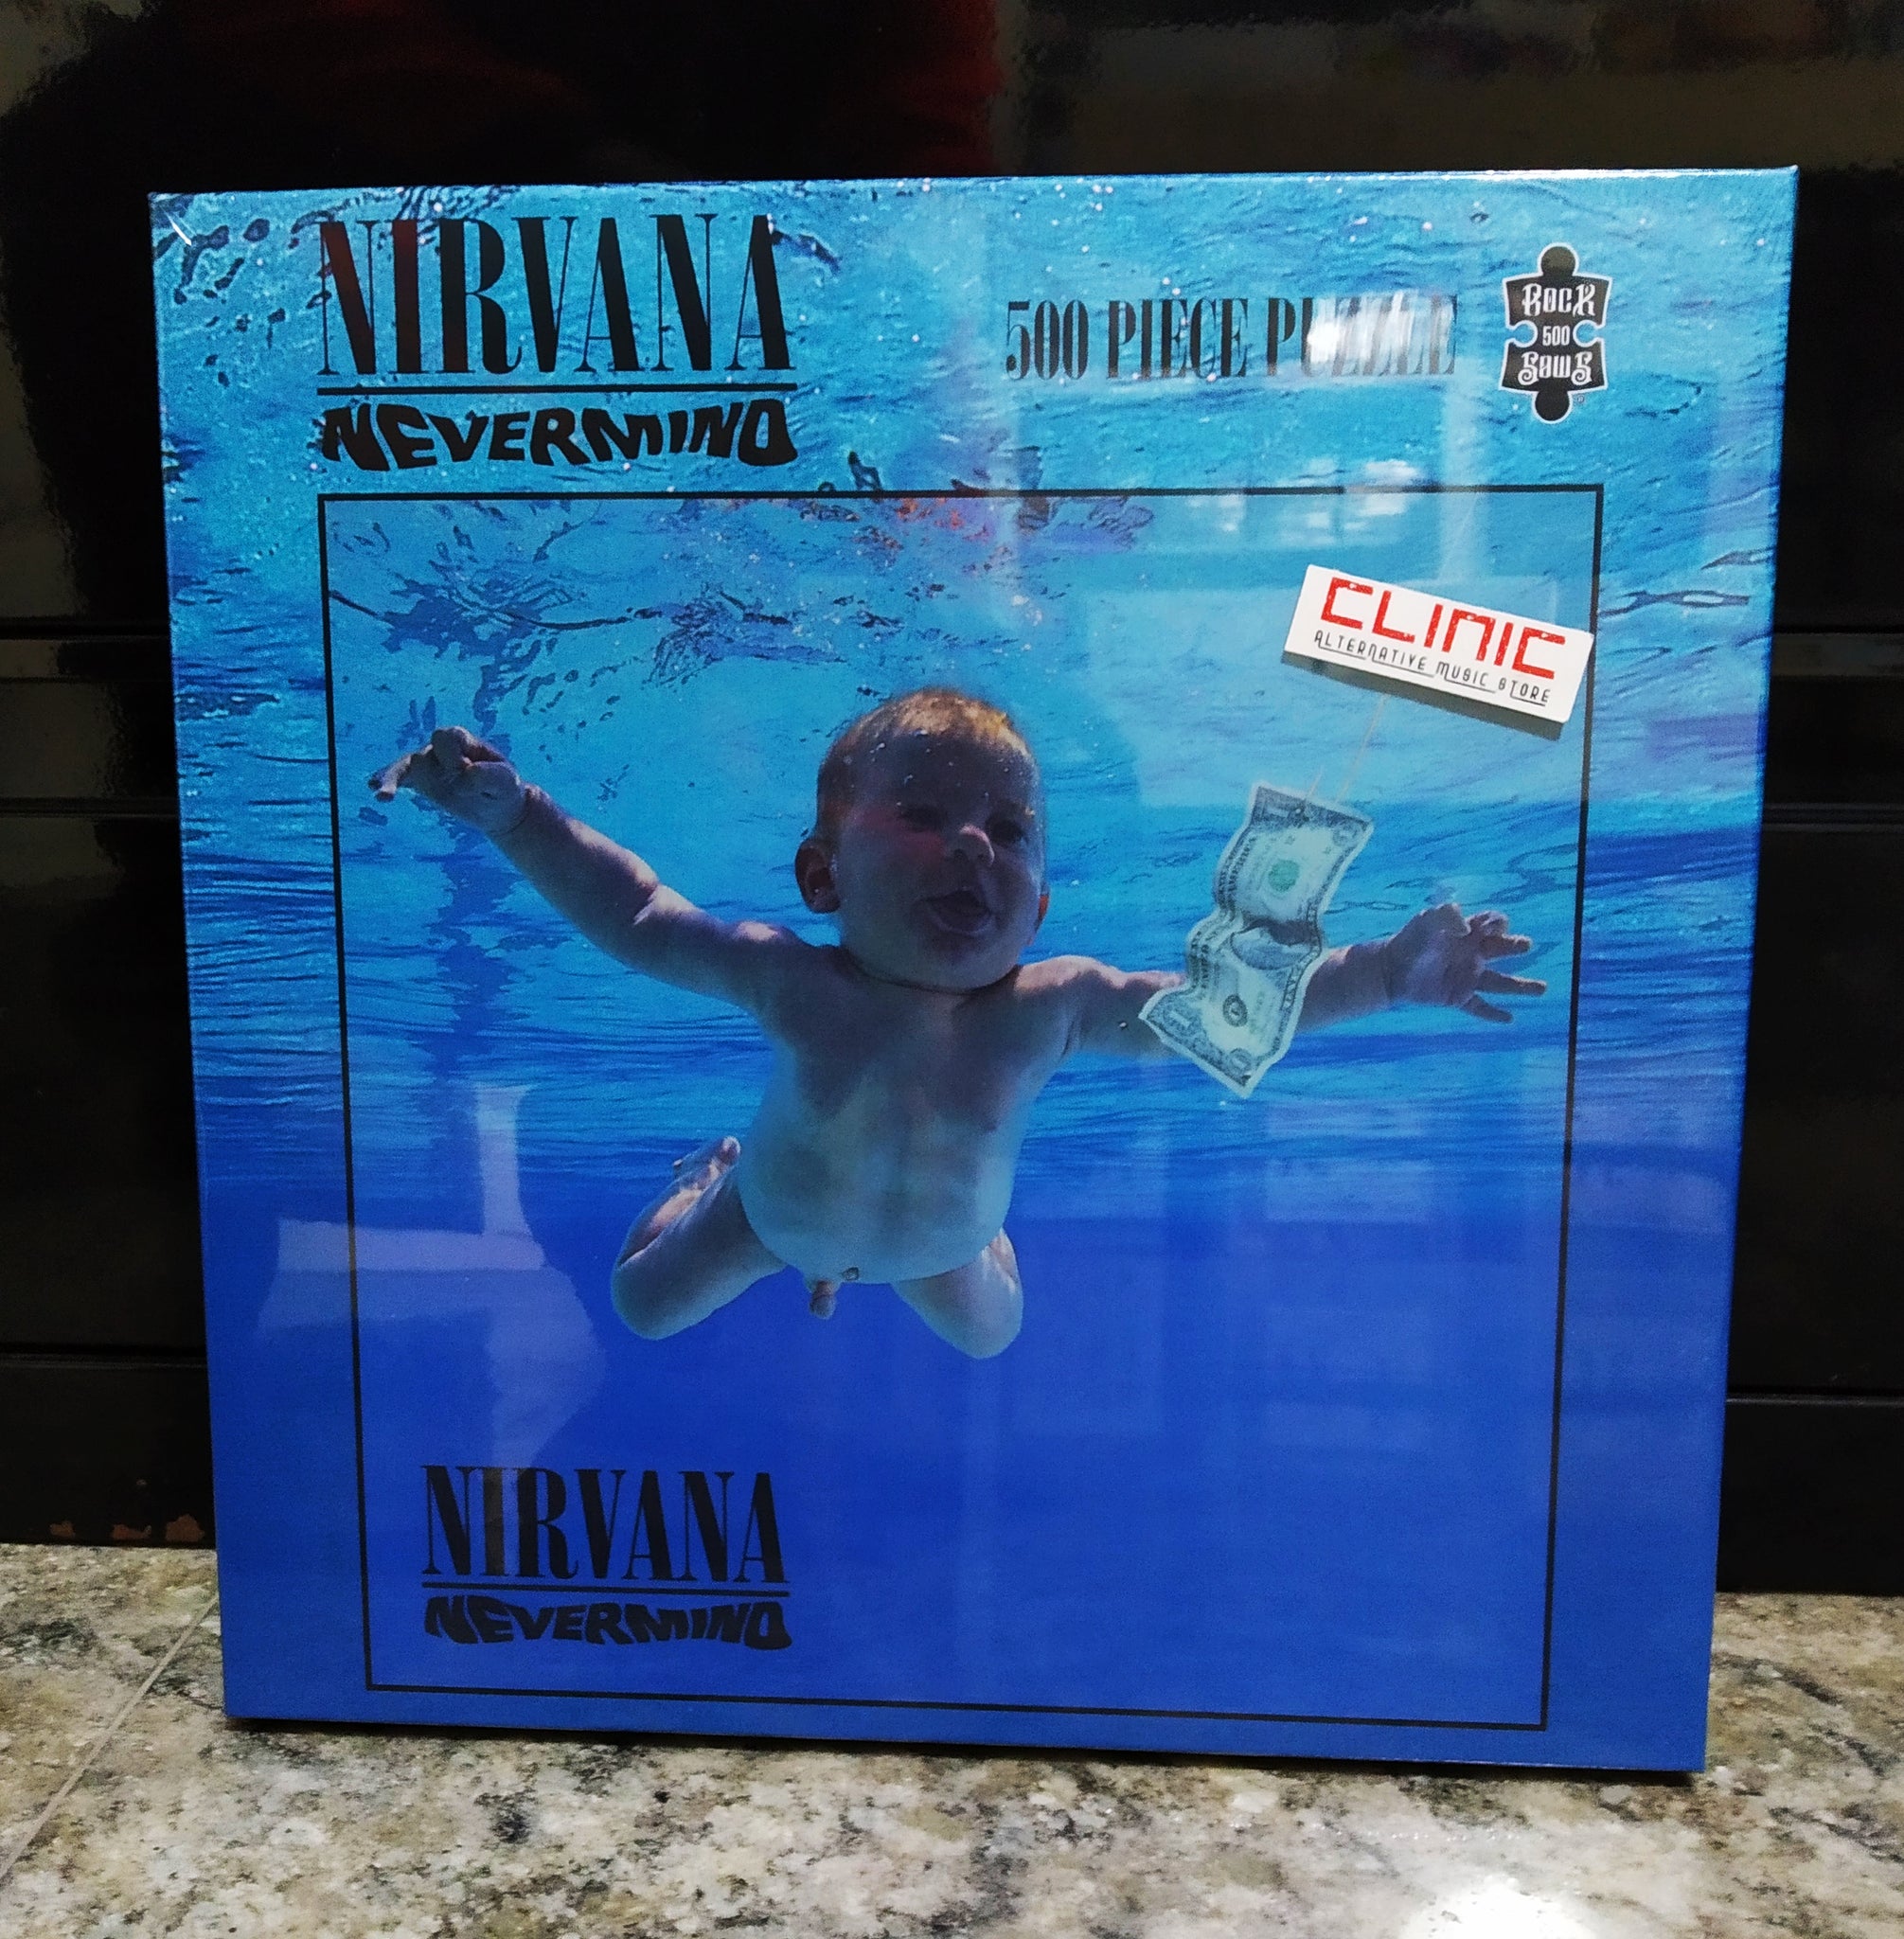 NIRVANA
NEVERMIND
500 PIECE PUZZLE
ROCK
500
SAWS
CLINIC
ALTERNATIVE MUSIC STORE
NIRVANA
NEVERMIND